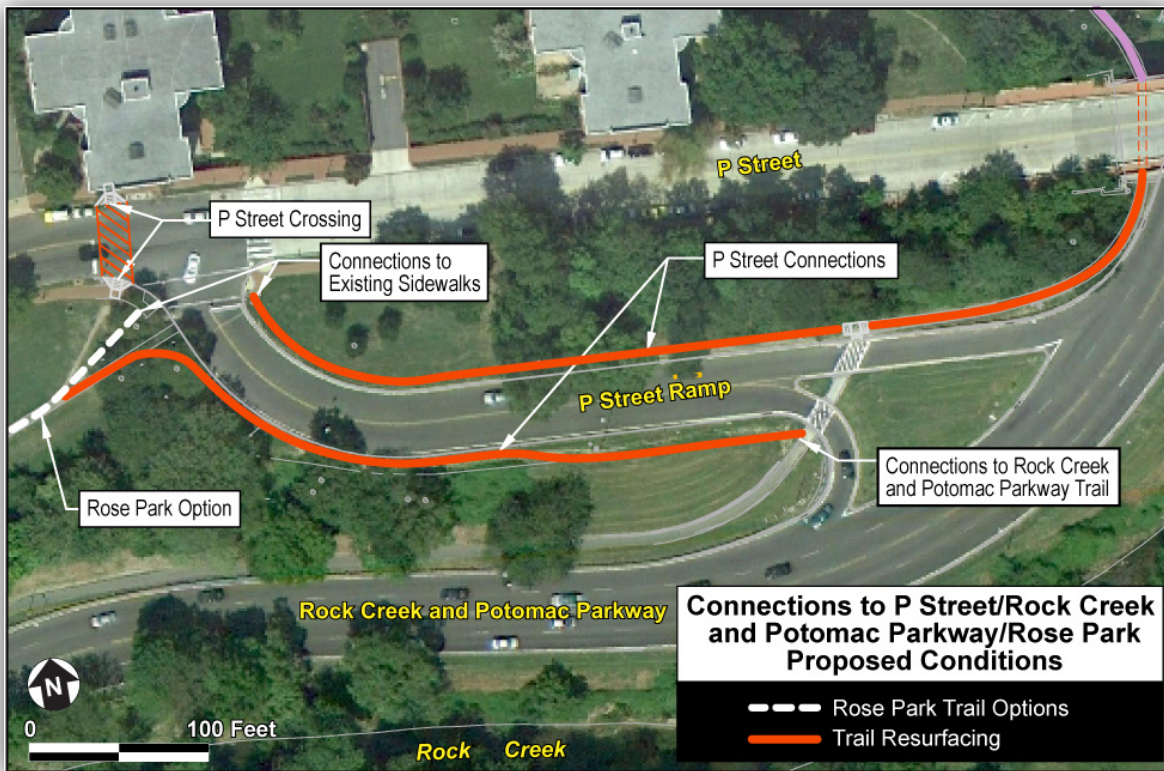 P Street
P Street Crossing
Connections to
Existing Sidewalks
P Street Connections
P Street Ramp
Connections to Rock Creek
and Potomac Parkway Trail
Rose Park Option
Rock Creek and Potomac Parkway
Connections to P Street/Rock Creek
and Potomac Parkway/Rose Park
Proposed Conditions
N
0 100 Feet
Rose Park Trail Options
Trail Resurfacing
Rock Creek